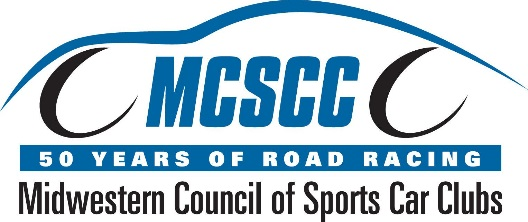 MCSCC
50 YEARS OF ROAD RACING
Midwestern Council of Sports Car Clubs